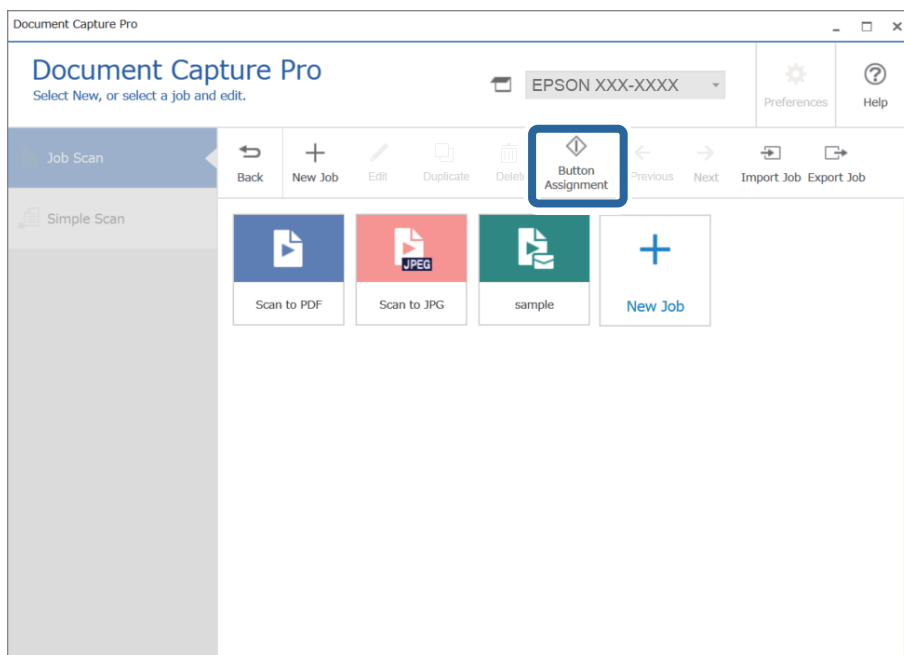 Document Capture Pro
Document Capture Pro
Select New, or select a job and edit.
EPSON XXX-XXXX
Preferences
Help
Job Scan
Simple Scan
Back
New Job
Edit
Duplicate
Delet
Button
Assignment
Previous
Next
Import Job
Export Job
JPEG
Scan to PDF
Scan to JPG
sample
New Job